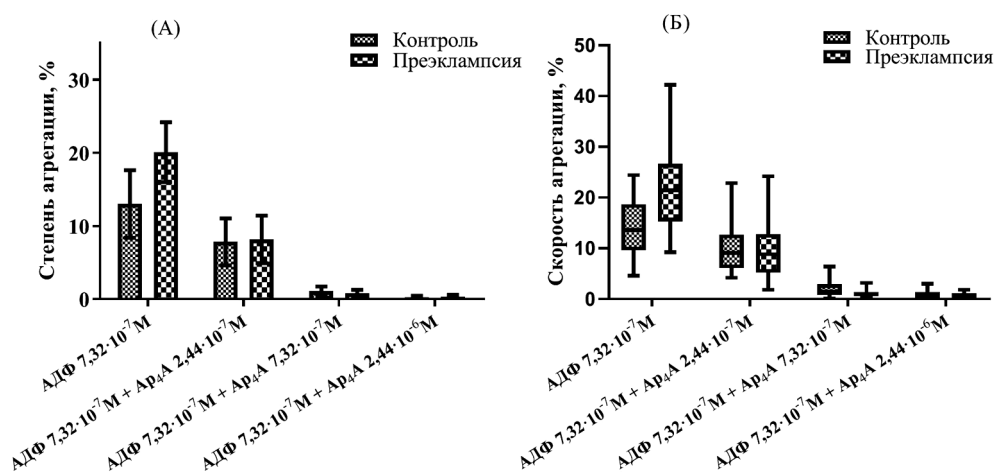 (А)
Контроль
Преэклампсия
Степень агрегации, %
30
20
10
0
АДФ 7,32·10⁻⁷М
АДФ 7,32·10⁻⁷М + Ap₄A 2,44·10⁻⁷М
АДФ 7,32·10⁻⁷М + Ap₄A 7,32·10⁻⁷М
АДФ 7,32·10⁻⁷М + Ap₄A 2,44·10⁻⁶М
(Б)
Контроль
Преэклампсия
Скорость агрегации, %
50
40
30
20
10
0
АДФ 7,32·10⁻⁷М
АДФ 7,32·10⁻⁷М + Ap₄A 2,44·10⁻⁷М
АДФ 7,32·10⁻⁷М + Ap₄A 7,32·10⁻⁷М
АДФ 7,32·10⁻⁷М + Ap₄A 2,44·10⁻⁶М